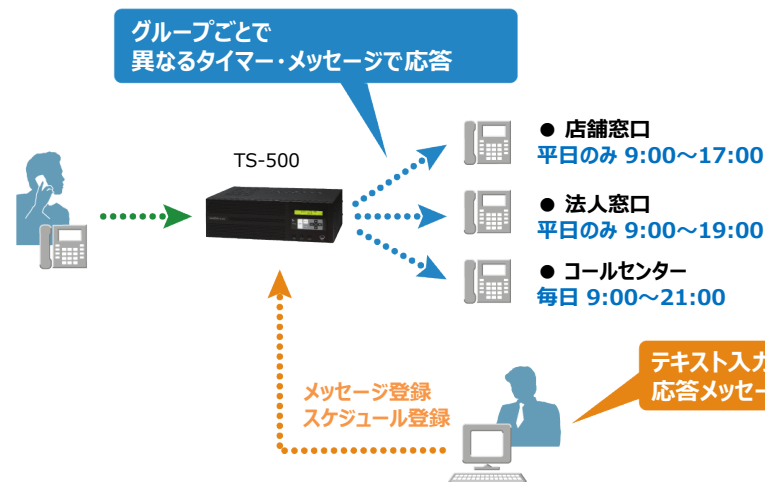 グループごとで
異なるタイマー・メッセージで応答
TS-500
● 店舗窓口
平日のみ 9:00～17:00
● 法人窓口
平日のみ 9:00～19:00
● コールセンター
毎日 9:00～21:00
メッセージ登録
スケジュール登録
テキスト入力
応答メッセー